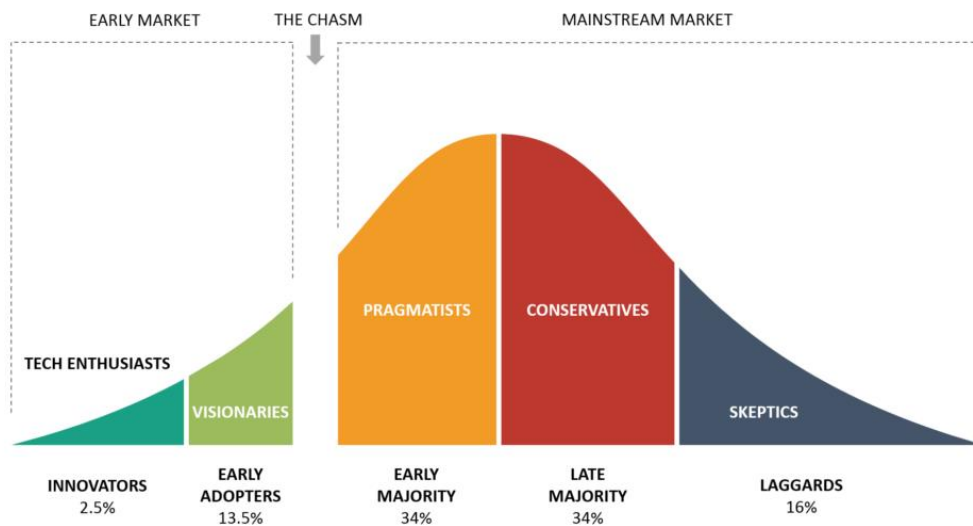 EARLY MARKET
THE CHASM
MAINSTREAM MARKET
PRAGMATISTS
CONSERVATIVES
TECH ENTHUSIASTS
VISIONARIES
SKEPTICS
INNOVATORS
2.5%
EARLY
ADOPTERS
13.5%
EARLY
MAJORITY
34%
LATE
MAJORITY
34%
LAGGARDS
16%